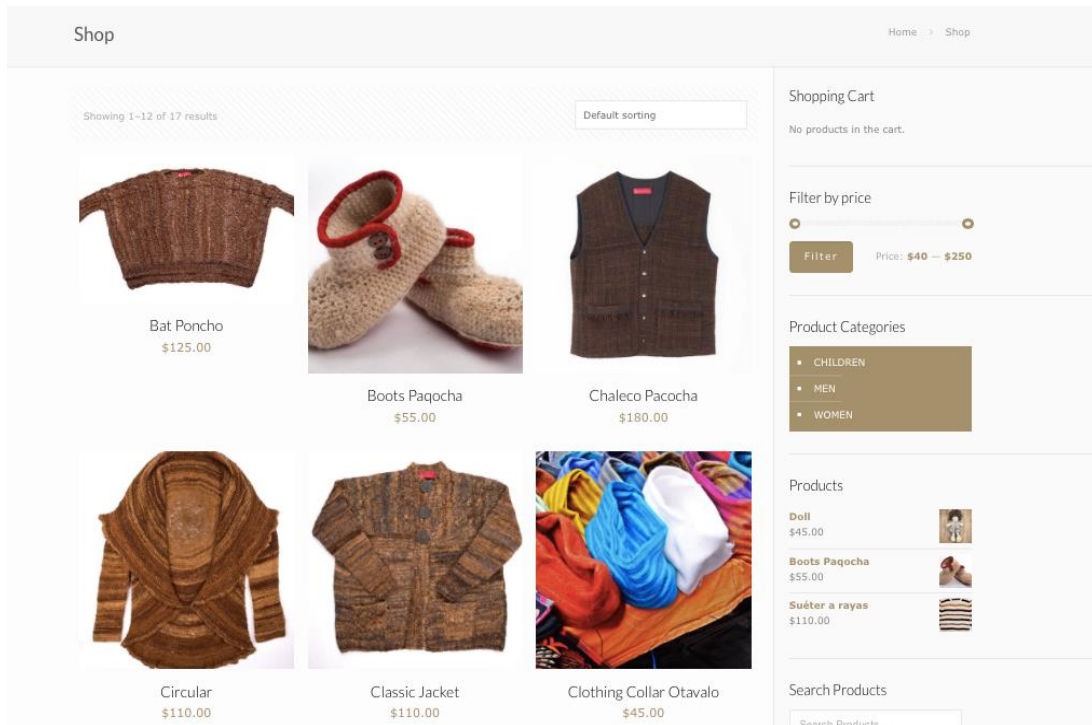 Shop
Home > Shop
Showing 1–12 of 17 results
Default sorting
Bat Poncho
$125.00
Boots Paqocha
$55.00
Chaleco Pacocha
$180.00
Circular
$110.00
Classic Jacket
$110.00
Clothing Collar Otavalo
$45.00
Shopping Cart
No products in the cart.
Filter by price
Filter
Price: $40 — $250
Product Categories
CHILDREN
MEN
WOMEN
Products
Doll
$45.00
Boots Paqocha
$55.00
Suéter a rayas
$110.00
Search Products
Search Products